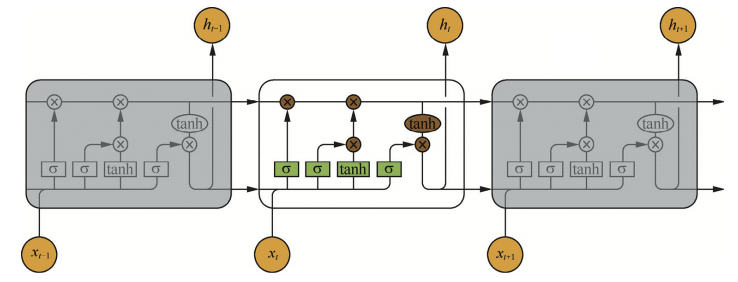 h_{t-1} h_t h_{t+1}
× × × × × ×
tanh tanh tanh
× × × × × ×
σ σ tanh σ σ σ tanh σ σ σ tanh σ
x_{t-1} x_t x_{t+1}